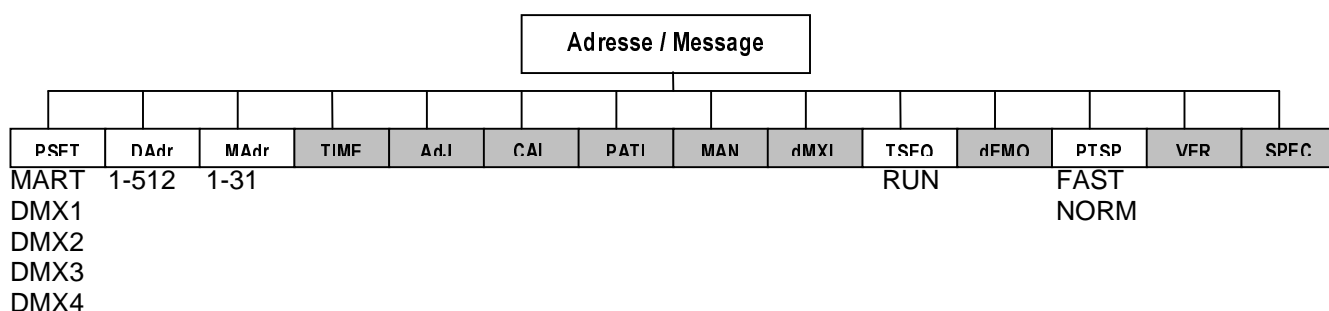 Adresse / Message
PSET DAdr MAdr TIME AdJ CAL PATI MAN dMXI TSEQ dEMO PTSP VER SPEC
MART 1-512 1-31 RUN FAST
DMX1 NORM
DMX2
DMX3
DMX4